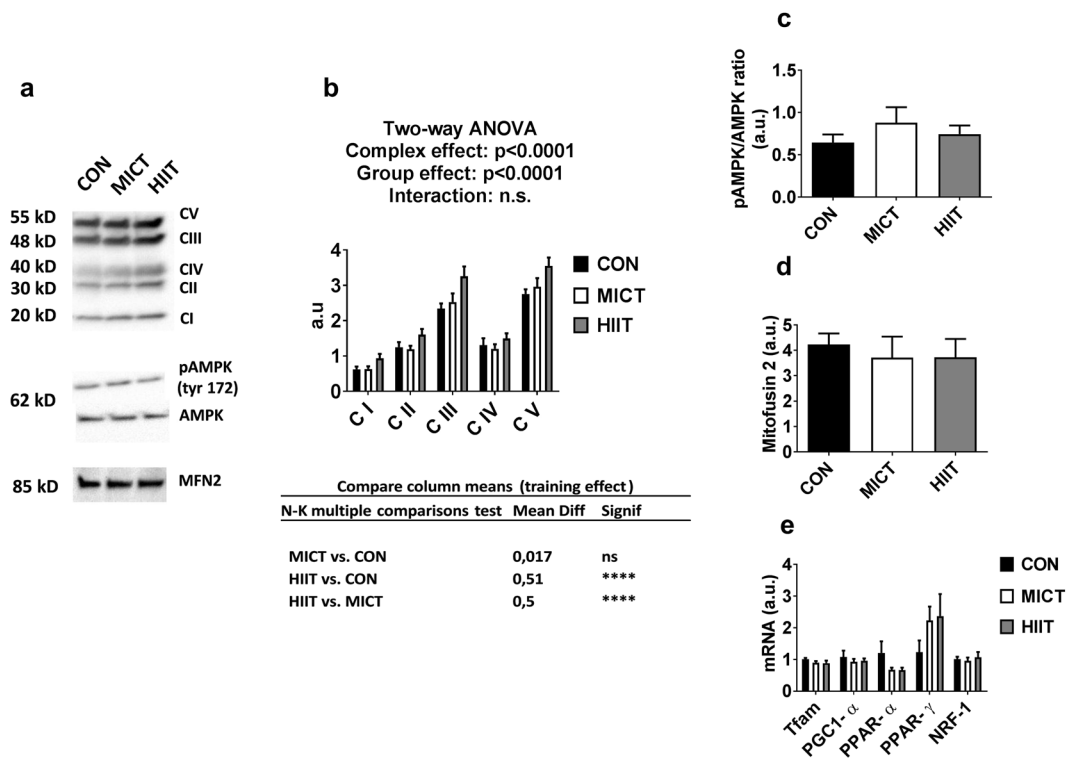 a
CON MICT HIIT
55 kD
48 kD
40 kD
30 kD
20 kD
62 kD
85 kD
CV
CIII
CIV
CII
CI
pAMPK
(tyr 172)
AMPK
MFN2
b
Two-way ANOVA
Complex effect: p<0.0001
Group effect: p<0.0001
Interaction: n.s.
a.u
4
3
2
1
0
C I C II C III C IV C V
CON
MICT
HIIT
Compare column means (training effect)
N-K multiple comparisons test Mean Diff Signif
MICT vs. CON 0,017 ns
HIIT vs. CON 0,51 ****
HIIT vs. MICT 0,5 ****
c
pAMPK/AMPK ratio
(a.u.)
1.5
1.0
0.5
0.0
CON MICT HIIT
d
Mitofusin 2 (a.u.)
5
4
3
2
1
0
CON MICT HIIT
e
mRNA (a.u.)
4
3
2
1
0
Tfam PGC1- α PPAR- α PPAR- γ NRF-1
CON
MICT
HIIT